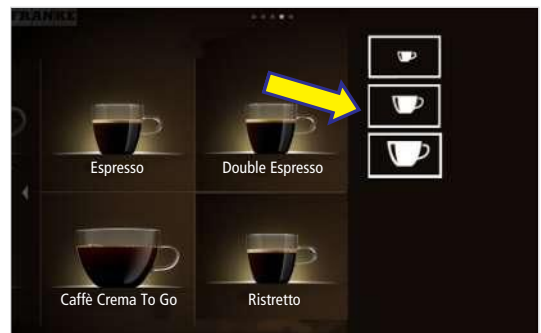 FRANKE
Espresso
Double Espresso
Caffè Crema To Go
Ristretto